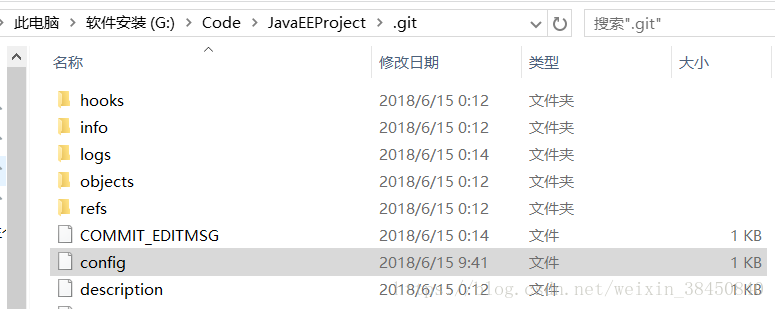 此电脑 › 软件安装 (G:) › Code › JavaEEProject › .git 搜索".git"
名称 修改日期 类型 大小
hooks 2018/6/15 0:12 文件夹
info 2018/6/15 0:12 文件夹
logs 2018/6/15 0:14 文件夹
objects 2018/6/15 0:12 文件夹
refs 2018/6/15 0:12 文件夹
COMMIT_EDITMSG 2018/6/15 0:14 文件 1 KB
config 2018/6/15 9:41 文件 1 KB
description 2018/6/15 0:12 文件 1 KB